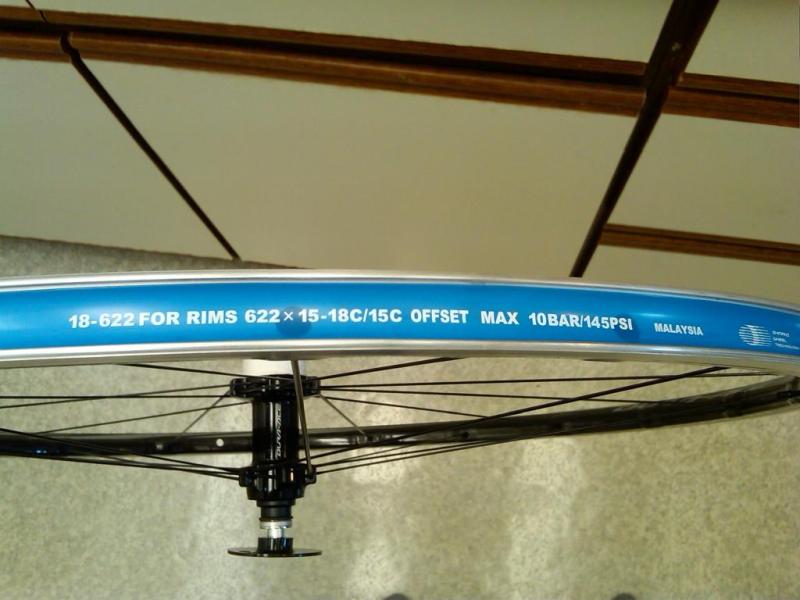 18-622 FOR RIMS 622×15-18C/15C OFFSET MAX 10BAR/145PSI MALAYSIA